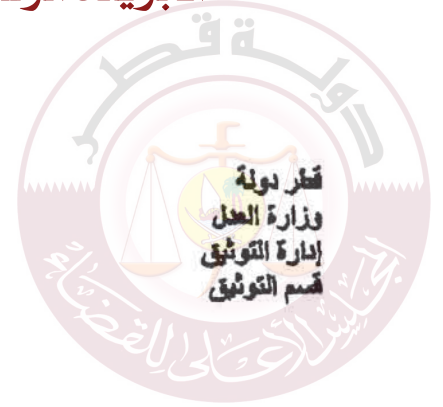 دولة قطر
المجلس الأعلى للقضاء
قطر دولة
وزارة العدل
إدارة التوثيق
قسم التوثيق